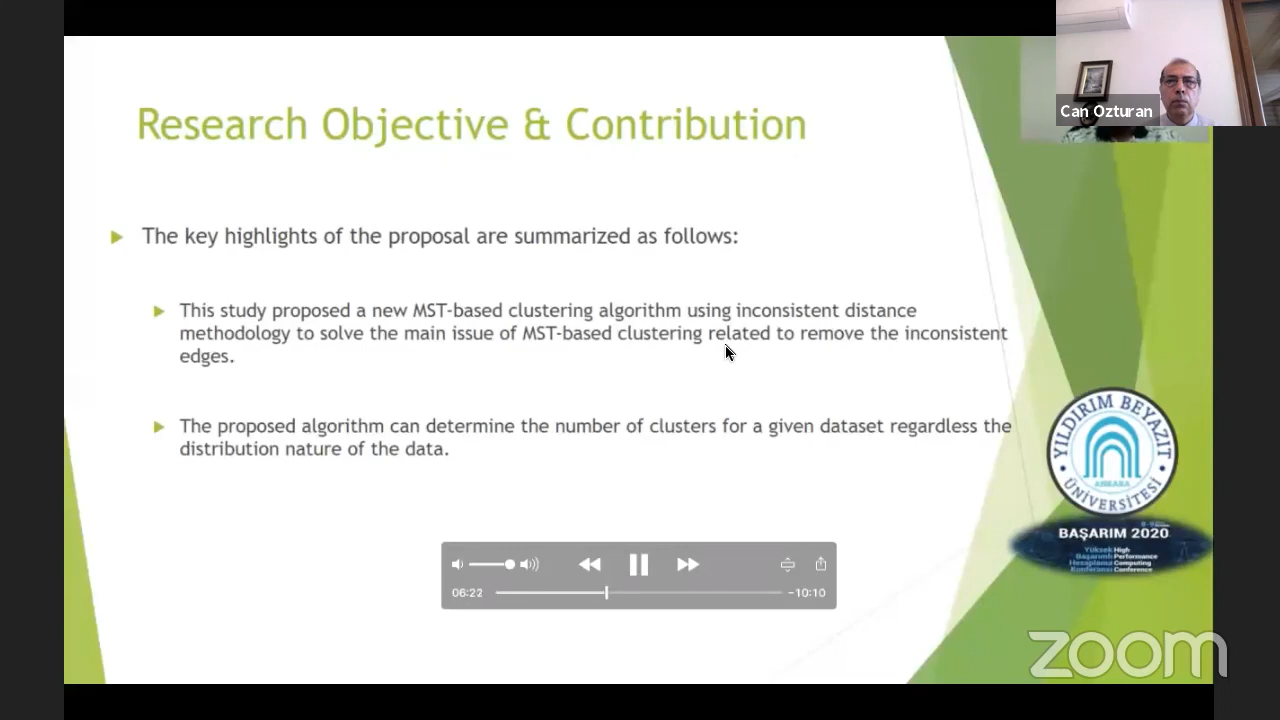 Can Ozturan
Research Objective & Contribution
The key highlights of the proposal are summarized as follows:
This study proposed a new MST-based clustering algorithm using inconsistent distance
methodology to solve the main issue of MST-based clustering related to remove the inconsistent
edges.
The proposed algorithm can determine the number of clusters for a given dataset regardless the
distribution nature of the data.
YILDIRIM BEYAZIT
ANKARA
ÜNİVERSİTESİ
BAŞARIM 2020
Yüksek High
Başarımlı Performance
Hesaplama Computing
Konferansı Conference
06:22
-10:10
zoom